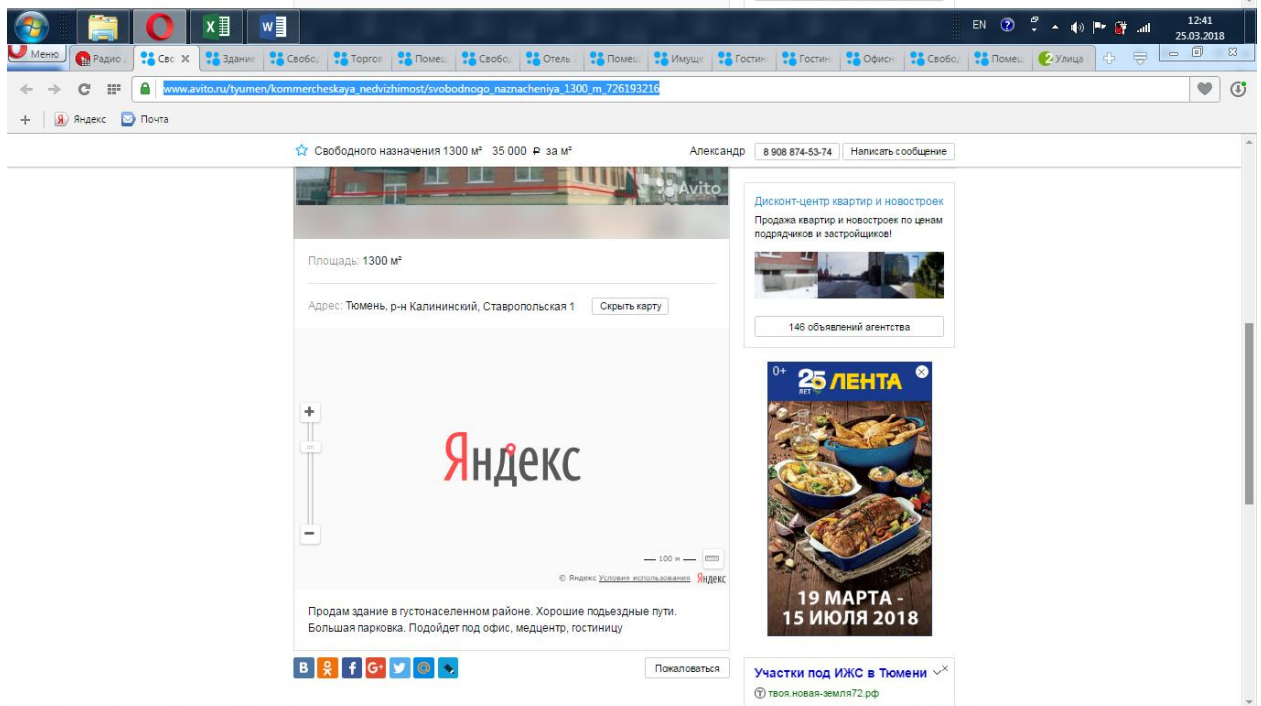 EN 12:41
25.03.2018
Меню
Радио
Свс
Здание
Свобо,
Торгов
Помещ
Свобо,
Отель
Помещ
Имуще
Гостин
Гостин
Офисн
Свобо,
Помещ
2 Улица
www.avito.ru/tyumen/kommercheskaya_nedvizhimost/svobodnogo_naznacheniya_1300_m_726193216
Яндекс Почта
Свободного назначения 1300 м² 35 000 ₽ за м²
Александр 8 908 874-53-74 Написать сообщение
Avito
Площадь: 1300 м²
Адрес: Тюмень, р-н Калининский, Ставропольская 1 Скрыть карту
Яндекс
100 м
© Яндекс Условия использования Яндекс
Продам здание в густонаселенном районе. Хорошие подьездные пути.
Большая парковка. Подойдет под офис, медцентр, гостиницу
Пожаловаться
Дисконт-центр квартир и новостроек
Продажа квартир и новостроек по ценам
подрядчиков и застройщиков!
146 объявлений агентства
0+
25 ЛЕТ ЛЕНТА
19 МАРТА -
15 ИЮЛЯ 2018
Участки под ИЖС в Тюмени
твоя.новая-земля72.рф